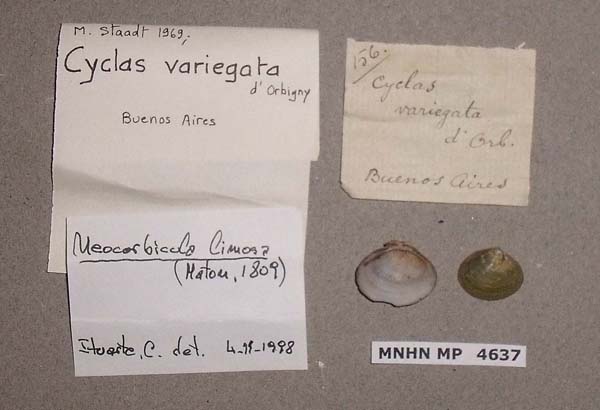 M. Staadt 1969,
Cyclas variegata
d'Orbigny
Buenos Aires
Neocorbicula limosa
(Maton, 1809)
Ituarte, C. det. 4-11-1998
156.
Cyclas
variegata
d'Orb.
Buenos Aires
MNHN MP 4637